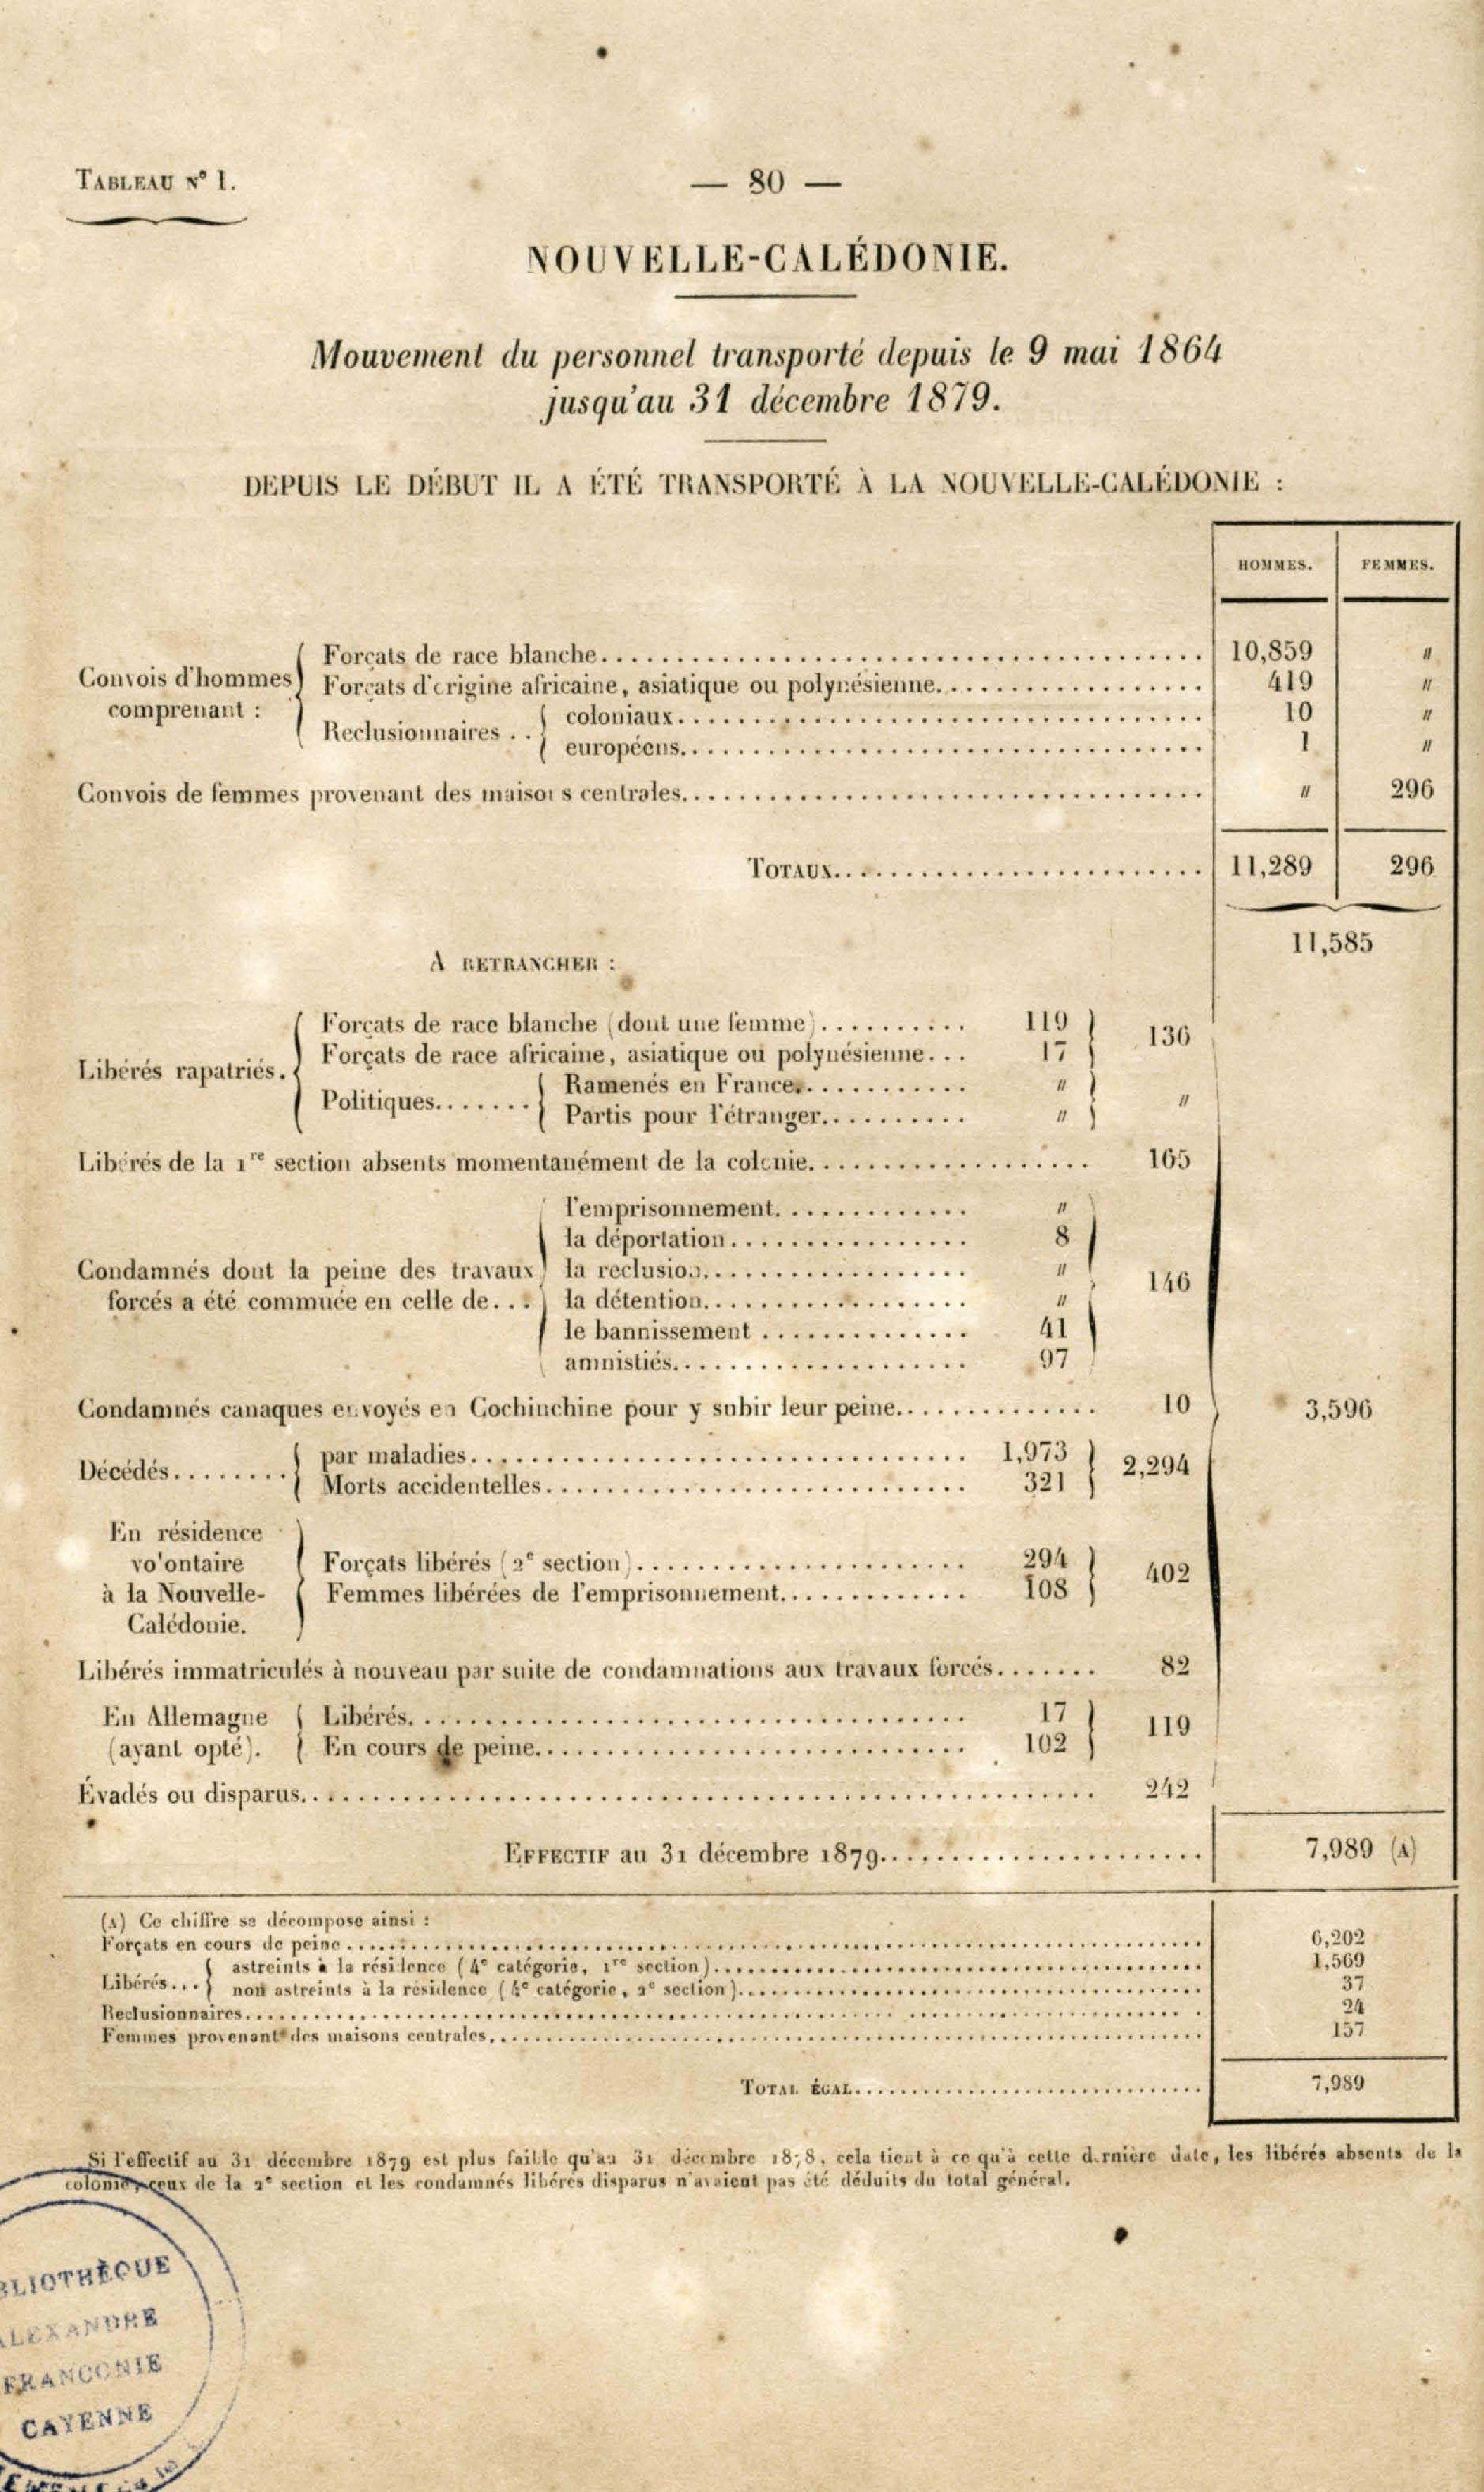 TABLEAU Nº 1.
— 80 —
NOUVELLE-CALÉDONIE.
Mouvement du personnel transporté depuis le 9 mai 1864
jusqu'au 31 décembre 1879.
DEPUIS LE DÉBUT IL A ÉTÉ TRANSPORTÉ À LA NOUVELLE-CALÉDONIE :
HOMMES. FEMMES.
Convois d'hommes comprenant :
Forçats de race blanche.... 10,859 "
Forçats d'origine africaine, asiatique ou polynésienne.... 419 "
Reclusionnaires ..
coloniaux.... 10 "
européens.... 1 "
Convois de femmes provenant des maisons centrales.... " 296
TOTAUX.... 11,289 296
11,585
À RETRANCHER :
Libérés rapatriés.
Forçats de race blanche (dont une femme).... 119
Forçats de race africaine, asiatique ou polynésienne... 17
136
Politiques.......
Ramenés en France.... "
Partis pour l'étranger.... "
"
Libérés de la 1re section absents momentanément de la colonie.... 165
Condamnés dont la peine des travaux
forcés a été commuée en celle de...
l'emprisonnement.... "
la déportation.... 8
la reclusion.... "
la détention.... "
le bannissement.... 41
amnistiés.... 97
146
Condamnés canaques envoyés en Cochinchine pour y subir leur peine.... 10
3,596
Décédés........
par maladies.... 1,973
Morts accidentelles.... 321
2,294
En résidence
volontaire
à la Nouvelle-
Calédonie.
Forçats libérés (2e section).... 294
Femmes libérées de l'emprisonnement.... 108
402
Libérés immatriculés à nouveau par suite de condamnations aux travaux forcés....... 82
En Allemagne
(ayant opté).
Libérés.... 17
En cours de peine.... 102
119
Évadés ou disparus.... 242
EFFECTIF au 31 décembre 1879.... 7,989 (A)
(A) Ce chiffre se décompose ainsi :
Forçats en cours de peine.... 6,202
Libérés...
astreints à la résidence (4e catégorie, 1re section).... 1,569
non astreints à la résidence (4e catégorie, 2e section).... 37
Reclusionnaires.... 24
Femmes provenant des maisons centrales.... 157
TOTAL ÉGAL.... 7,989
Si l'effectif au 31 décembre 1879 est plus faible qu'au 31 décembre 1878, cela tient à ce qu'à cette dernière date, les libérés absents de la
colonie, ceux de la 2e section et les condamnés libérés disparus n'avaient pas été déduits du total général.
BLIOTHÈQUE
ALEXANDRE
FRANCONIE
CAYENNE